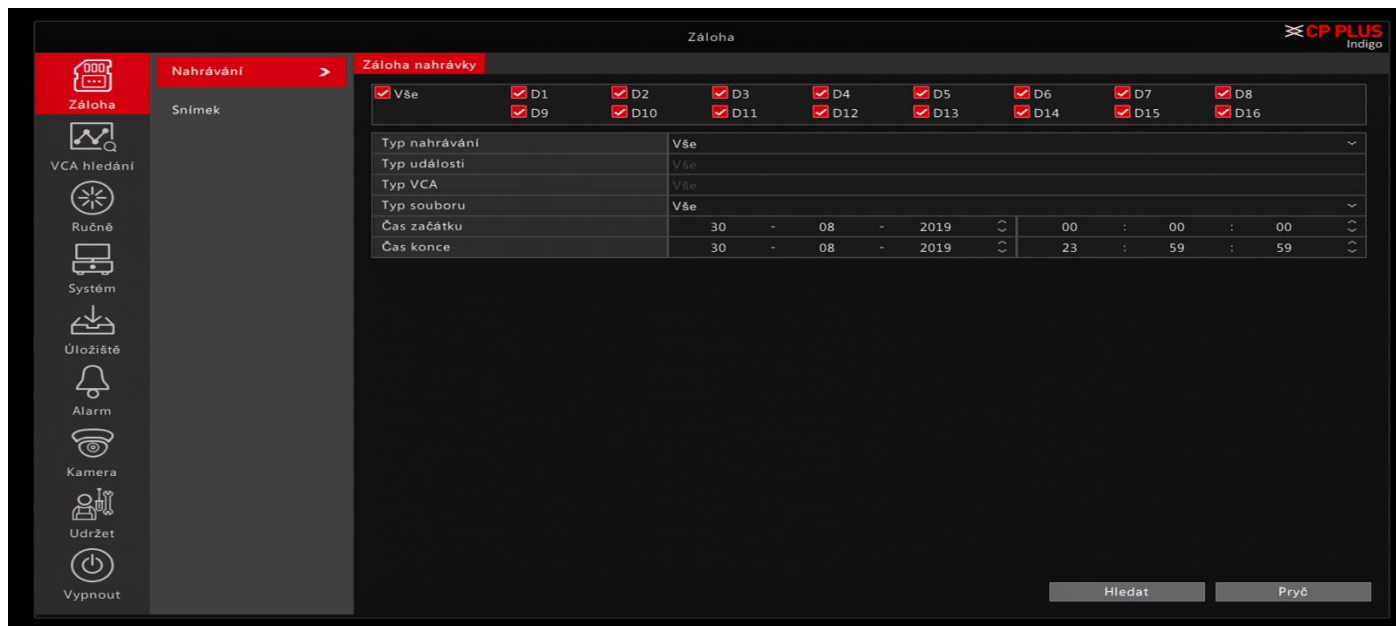 Záloha
CP PLUS
Indigo
Záloha
VCA hledání
Ručně
Systém
Úložiště
Alarm
Kamera
Udržet
Vypnout
Nahrávání >
Snímek
Záloha nahrávky
Vše D1 D2 D3 D4 D5 D6 D7 D8
D9 D10 D11 D12 D13 D14 D15 D16
Typ nahrávání Vše
Typ události Vše
Typ VCA Vše
Typ souboru Vše
Čas začátku 30 - 08 - 2019 00 : 00 : 00
Čas konce 30 - 08 - 2019 23 : 59 : 59
Hledat Pryč